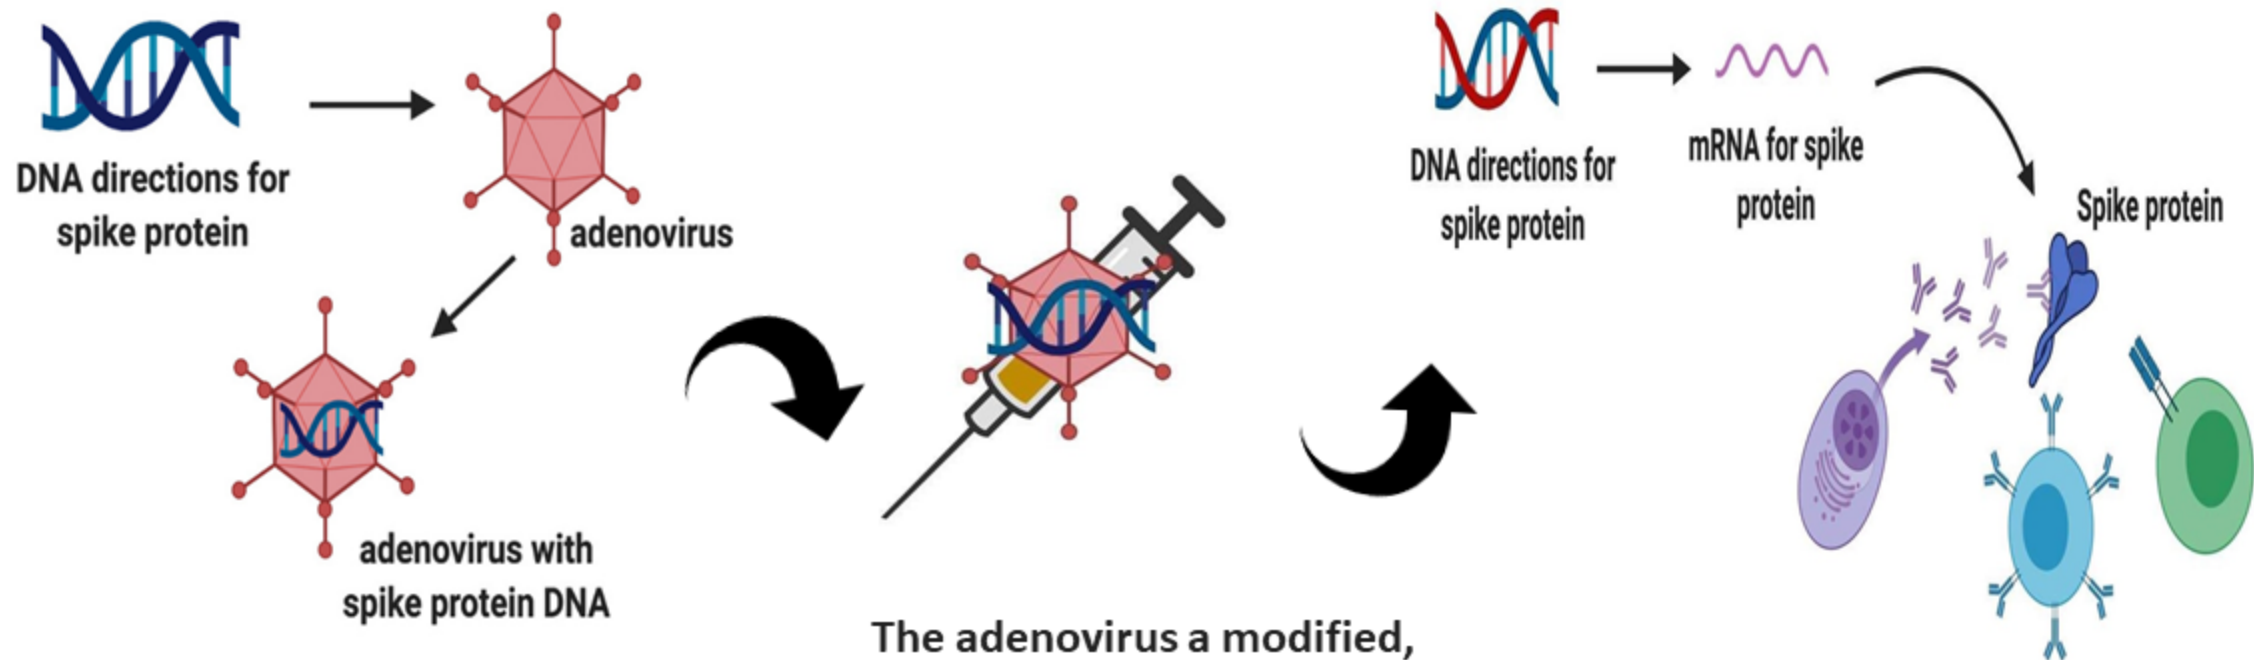 DNA directions for
spike protein
adenovirus
adenovirus with
spike protein DNA
The adenovirus a modified,
DNA directions for
spike protein
mRNA for spike
protein
Spike protein